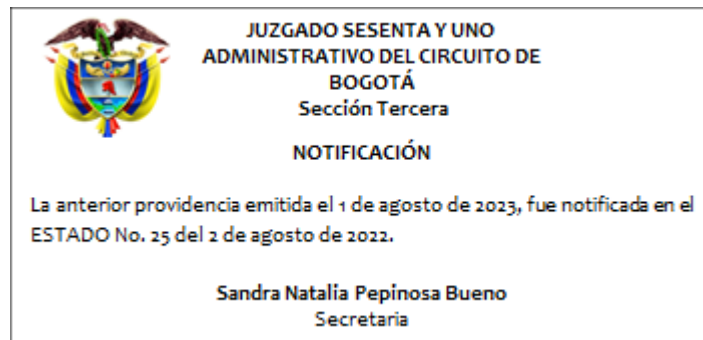 JUZGADO SESENTA Y UNO
ADMINISTRATIVO DEL CIRCUITO DE
BOGOTÁ
Sección Tercera
NOTIFICACIÓN
La anterior providencia emitida el 1 de agosto de 2023, fue notificada en el
ESTADO No. 25 del 2 de agosto de 2022.
Sandra Natalia Pepinosa Bueno
Secretaria